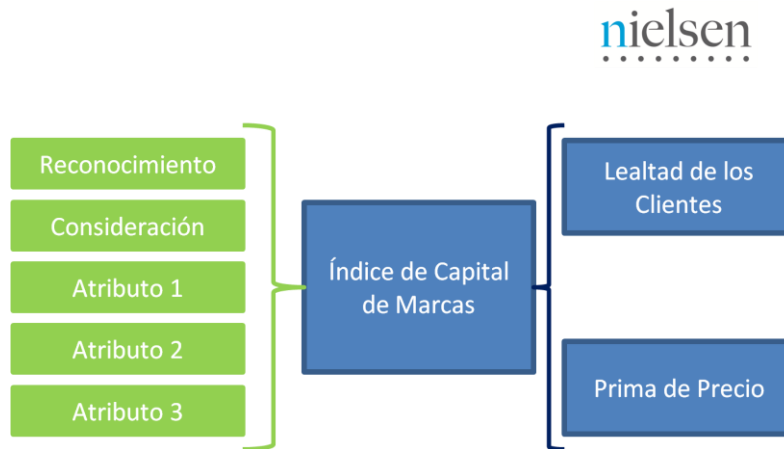 nielsen
Reconocimiento
Consideración
Atributo 1
Atributo 2
Atributo 3
Índice de Capital
de Marcas
Lealtad de los
Clientes
Prima de Precio